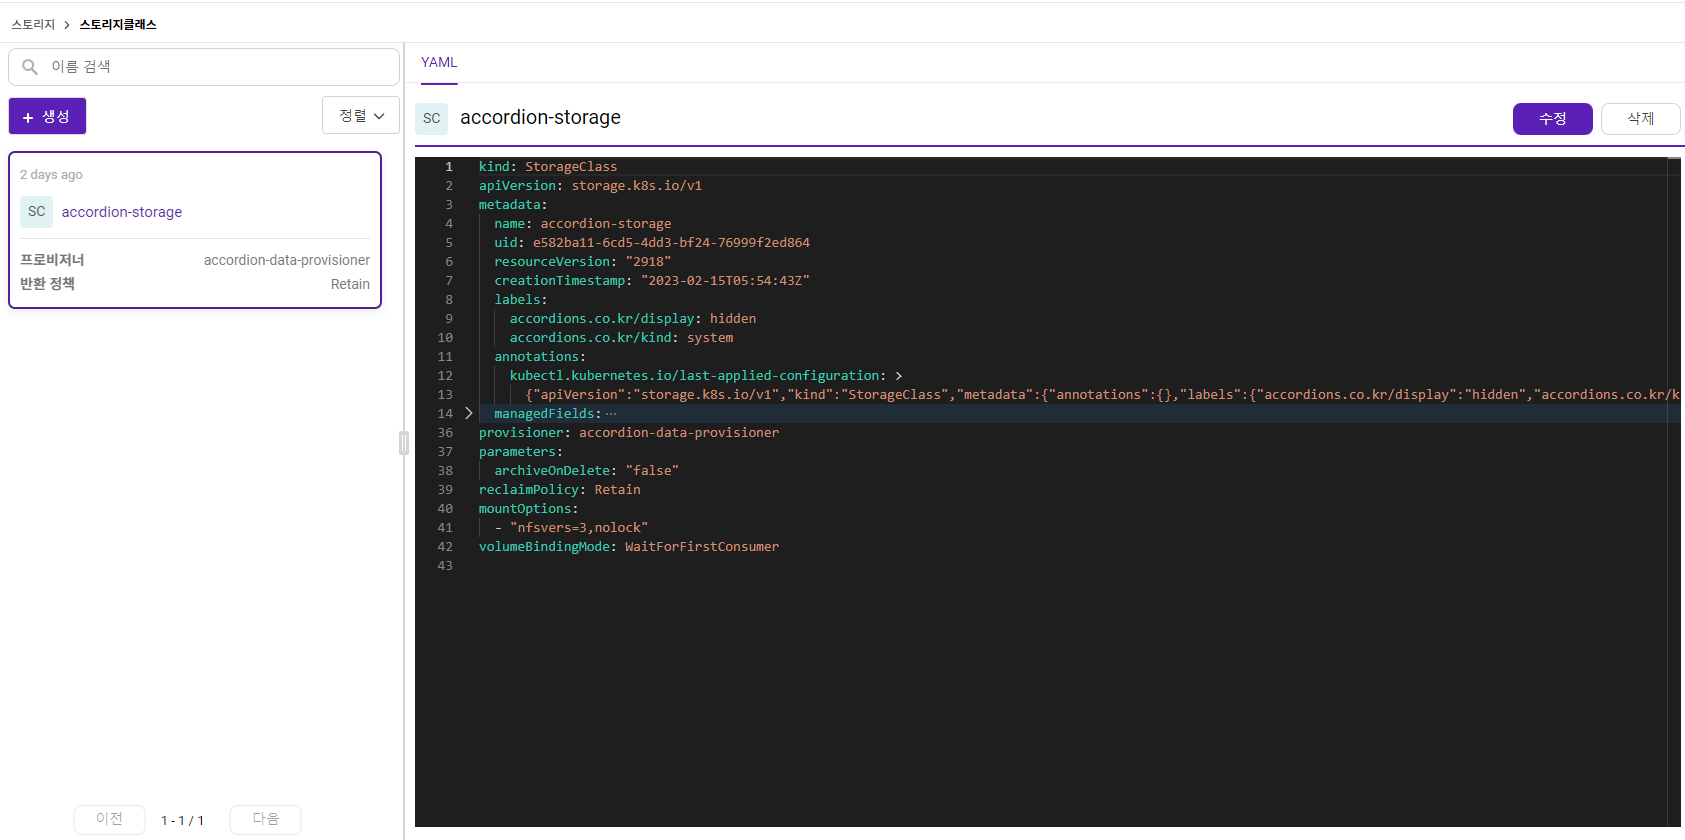 스토리지 > 스토리지클래스
이름 검색
+ 생성
정렬
2 days ago
SC accordion-storage
프로비저너 accordion-data-provisioner
반환 정책 Retain
이전 1 - 1 / 1 다음
YAML
SC accordion-storage
수정 삭제
1 kind: StorageClass
2 apiVersion: storage.k8s.io/v1
3 metadata:
4 name: accordion-storage
5 uid: e582ba11-6cd5-4dd3-bf24-76999f2ed864
6 resourceVersion: "2918"
7 creationTimestamp: "2023-02-15T05:54:43Z"
8 labels:
9 accordions.co.kr/display: hidden
10 accordions.co.kr/kind: system
11 annotations:
12 kubectl.kubernetes.io/last-applied-configuration: >
13 {"apiVersion":"storage.k8s.io/v1","kind":"StorageClass","metadata":{"annotations":{},"labels":{"accordions.co.kr/display":"hidden","accordions.co.kr/k
14 > managedFields:···
36 provisioner: accordion-data-provisioner
37 parameters:
38 archiveOnDelete: "false"
39 reclaimPolicy: Retain
40 mountOptions:
41 - "nfsvers=3,nolock"
42 volumeBindingMode: WaitForFirstConsumer
43